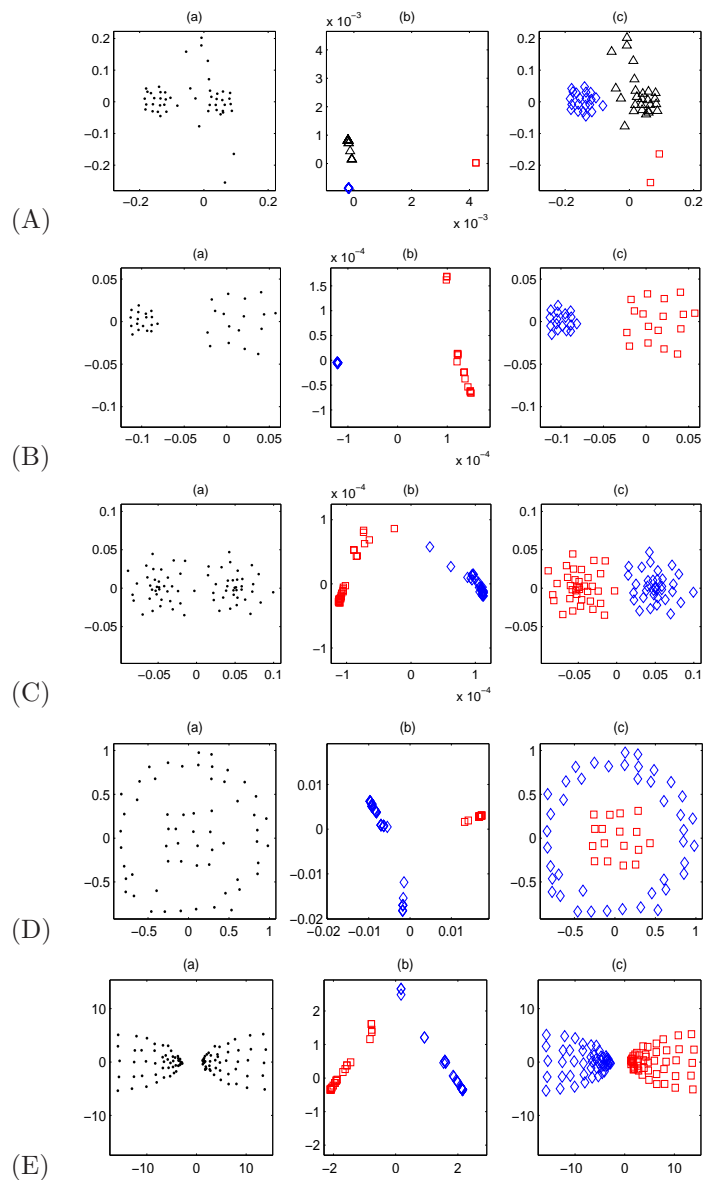 (a) (b) (c)
x 10⁻³
0.2 4 0.2
0.1 3 0.1
0 2 0
−0.1 1 −0.1
−0.2 0 −0.2
−0.2 0 0.2 0 2 4 −0.2 0 0.2
x 10⁻³
(A)
(a) (b) (c)
x 10⁻⁴
0.05 1.5 0.05
0 1 0
−0.05 0.5 −0.05
−0.1 0 −0.1
−0.5
−1
−0.1 −0.05 0 0.05 −1 0 1 −0.1 −0.05 0 0.05
x 10⁻⁴
(B)
(a) (b) (c)
x 10⁻⁴
0.1 1 0.1
0.05 0.05
0 0 0
−0.05 −0.05
−1
−0.05 0 0.05 0.1 −1 0 1 −0.05 0 0.05 0.1
x 10⁻⁴
(C)
(a) (b) (c)
1 0.01 1
0.5 0 0.5
0 −0.01 0
−0.5 −0.02 −0.5
−0.5 0 0.5 1 −0.02 −0.01 0 0.01 −0.5 0 0.5 1
(D)
(a) (b) (c)
10 2 10
0 1 0
−10 0 −10
−1
−2
−10 0 10 −2 0 2 −10 0 10
(E)